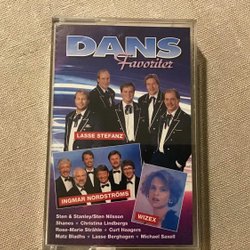 DANS
Favoriter
LASSE STEFANZ
INGMAR NORDSTRÖMS
WIZEX
Sten & Stanley/Sten Nilsson
Shanes • Christina Lindbergs
Rose-Marie Stråhle • Curt Haagers
Matz Bladhs • Lasse Berghagen • Michael Saxell